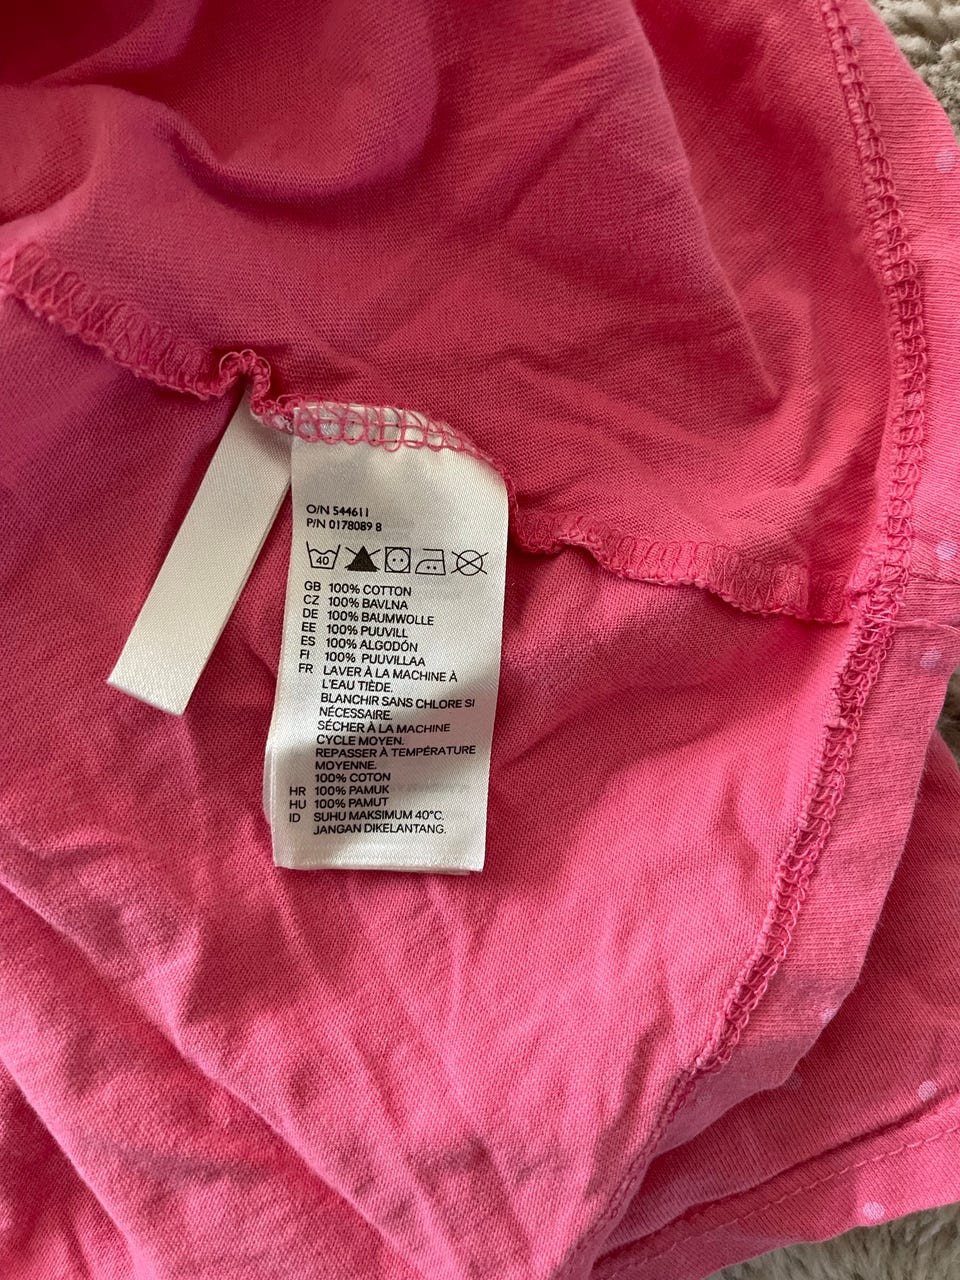 O/N 544611
P/N 0178089 8
40
GB 100% COTTON
CZ 100% BAVLNA
DE 100% BAUMWOLLE
EE 100% PUUVILL
ES 100% ALGODÓN
FI 100% PUUVILLAA
FR LAVER À LA MACHINE À
L'EAU TIÈDE.
BLANCHIR SANS CHLORE SI
NÉCESSAIRE.
SÉCHER À LA MACHINE
CYCLE MOYEN.
REPASSER À TEMPÉRATURE
MOYENNE.
100% COTON
HR 100% PAMUK
HU 100% PAMUT
ID SUHU MAKSIMUM 40°C.
JANGAN DIKELANTANG.